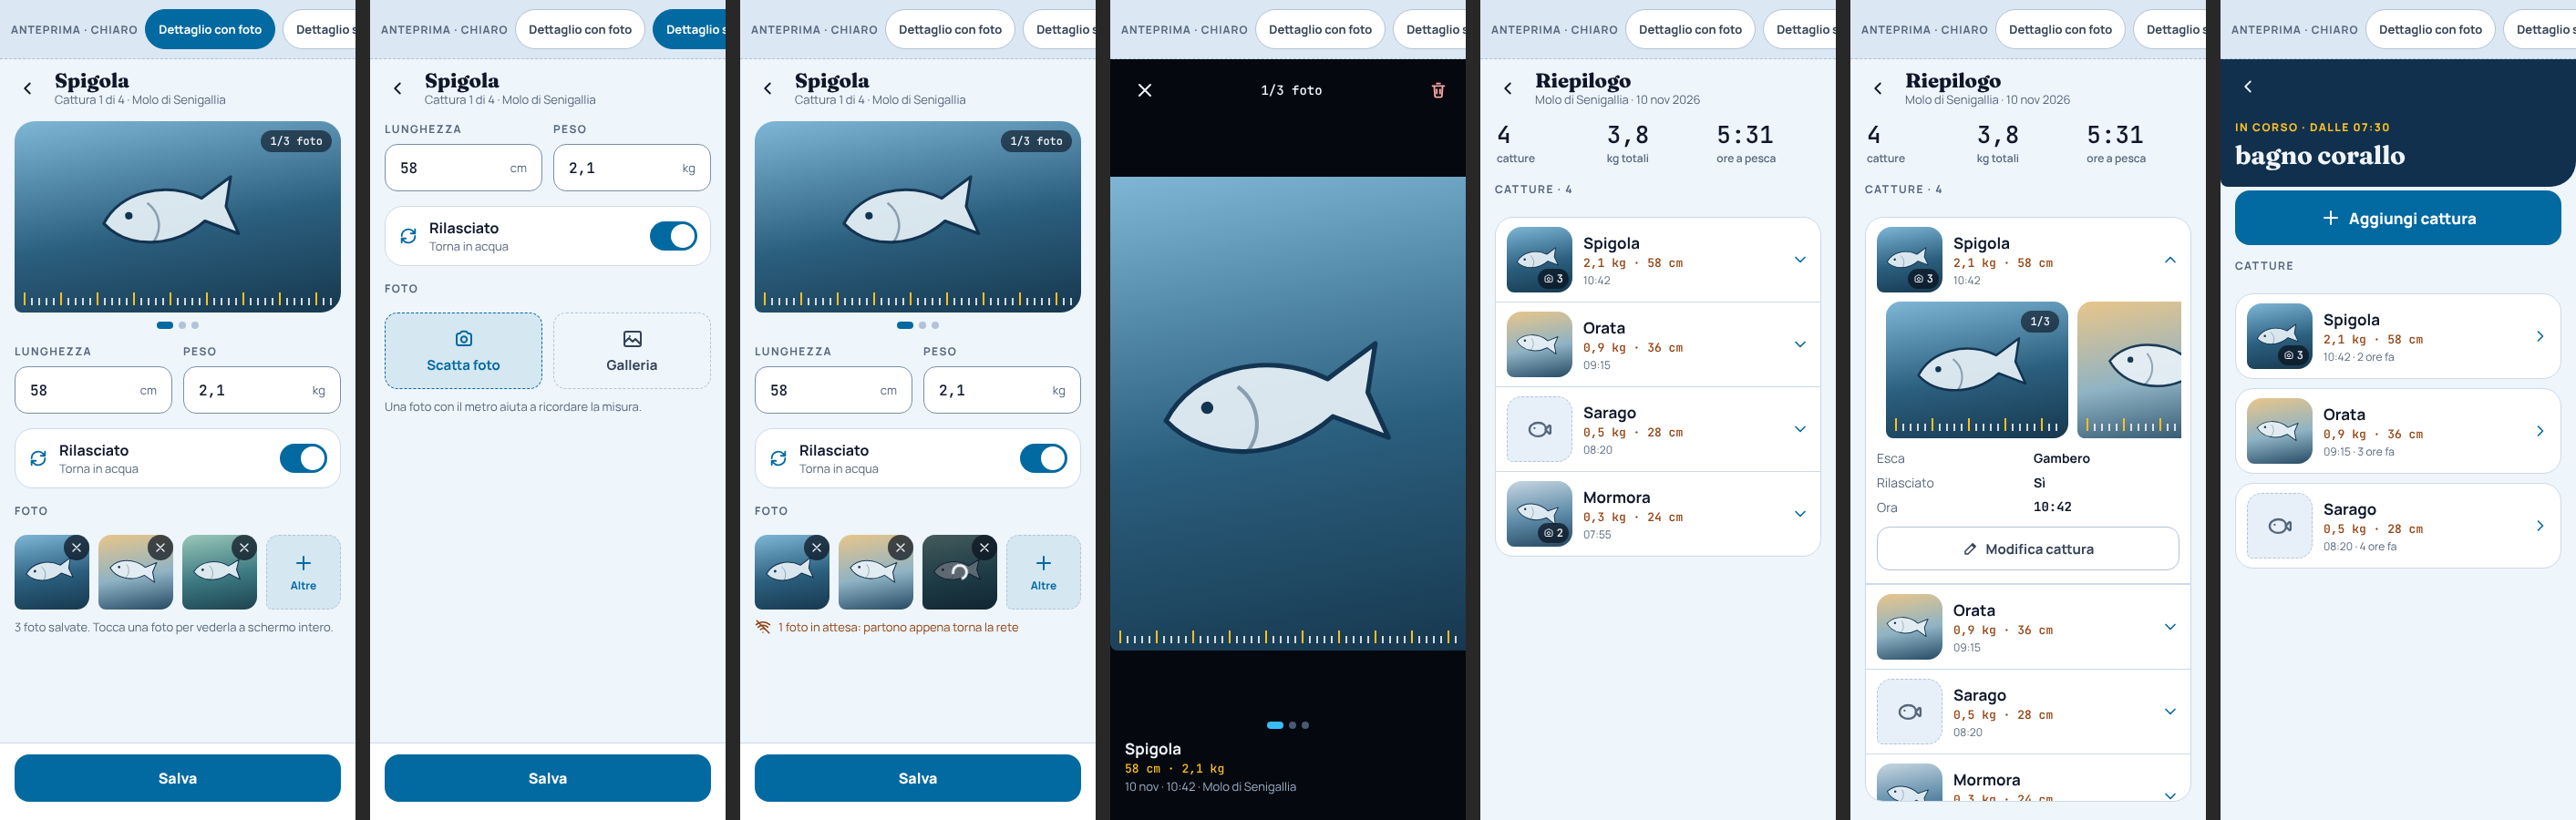 ANTEPRIMA · CHIARO
Dettaglio con foto
Dettaglio
Spigola
Cattura 1 di 4 · Molo di Senigallia
1/3 foto
LUNGHEZZA
PESO
58 cm
2,1 kg
Rilasciato
Torna in acqua
FOTO
Altre
3 foto salvate. Tocca una foto per vederla a schermo intero.
Salva
ANTEPRIMA · CHIARO
Dettaglio con foto
Dettaglio
Spigola
Cattura 1 di 4 · Molo di Senigallia
LUNGHEZZA
PESO
58 cm
2,1 kg
Rilasciato
Torna in acqua
FOTO
Scatta foto
Galleria
Una foto con il metro aiuta a ricordare la misura.
Salva
ANTEPRIMA · CHIARO
Dettaglio con foto
Dettaglio
Spigola
Cattura 1 di 4 · Molo di Senigallia
1/3 foto
LUNGHEZZA
PESO
58 cm
2,1 kg
Rilasciato
Torna in acqua
FOTO
Altre
1 foto in attesa: partono appena torna la rete
Salva
ANTEPRIMA · CHIARO
Dettaglio con foto
Dettaglio
1/3 foto
Spigola
58 cm · 2,1 kg
10 nov · 10:42 · Molo di Senigallia
ANTEPRIMA · CHIARO
Dettaglio con foto
Dettaglio
Riepilogo
Molo di Senigallia · 10 nov 2026
4
catture
3,8
kg totali
5:31
ore a pesca
CATTURE · 4
Spigola
2,1 kg · 58 cm
10:42
3
Orata
0,9 kg · 36 cm
09:15
Sarago
0,5 kg · 28 cm
08:20
Mormora
0,3 kg · 24 cm
07:55
2
ANTEPRIMA · CHIARO
Dettaglio con foto
Dettaglio
Riepilogo
Molo di Senigallia · 10 nov 2026
4
catture
3,8
kg totali
5:31
ore a pesca
CATTURE · 4
Spigola
2,1 kg · 58 cm
10:42
3
1/3
Esca Gambero
Rilasciato Sì
Ora 10:42
Modifica cattura
Orata
0,9 kg · 36 cm
09:15
Sarago
0,5 kg · 28 cm
08:20
Mormora
0,3 kg · 24 cm
ANTEPRIMA · CHIARO
Dettaglio con foto
Dettaglio
IN CORSO · DALLE 07:30
bagno corallo
Aggiungi cattura
CATTURE
Spigola
2,1 kg · 58 cm
10:42 · 2 ore fa
3
Orata
0,9 kg · 36 cm
09:15 · 3 ore fa
Sarago
0,5 kg · 28 cm
08:20 · 4 ore fa